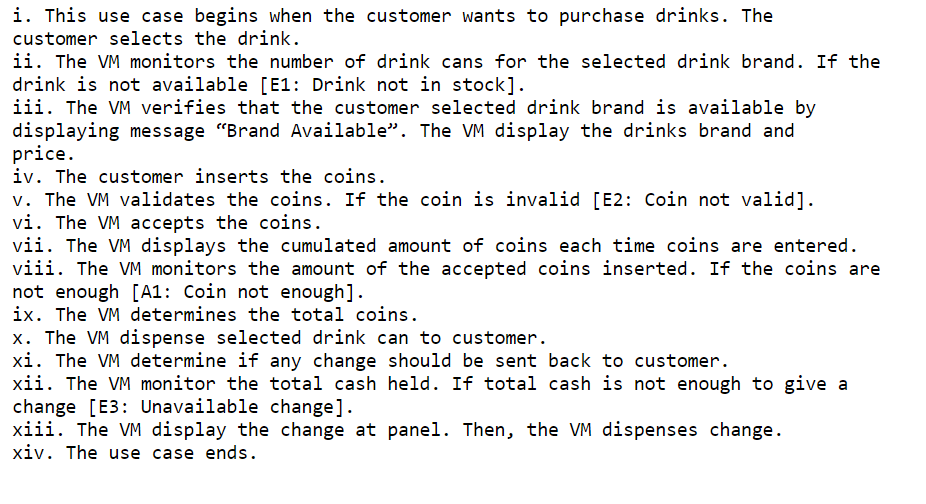 i. This use case begins when the customer wants to purchase drinks. The
customer selects the drink.
ii. The VM monitors the number of drink cans for the selected drink brand. If the
drink is not available [E1: Drink not in stock].
iii. The VM verifies that the customer selected drink brand is available by
displaying message “Brand Available”. The VM display the drinks brand and
price.
iv. The customer inserts the coins.
v. The VM validates the coins. If the coin is invalid [E2: Coin not valid].
vi. The VM accepts the coins.
vii. The VM displays the cumulated amount of coins each time coins are entered.
viii. The VM monitors the amount of the accepted coins inserted. If the coins are
not enough [A1: Coin not enough].
ix. The VM determines the total coins.
x. The VM dispense selected drink can to customer.
xi. The VM determine if any change should be sent back to customer.
xii. The VM monitor the total cash held. If total cash is not enough to give a
change [E3: Unavailable change].
xiii. The VM display the change at panel. Then, the VM dispenses change.
xiv. The use case ends.